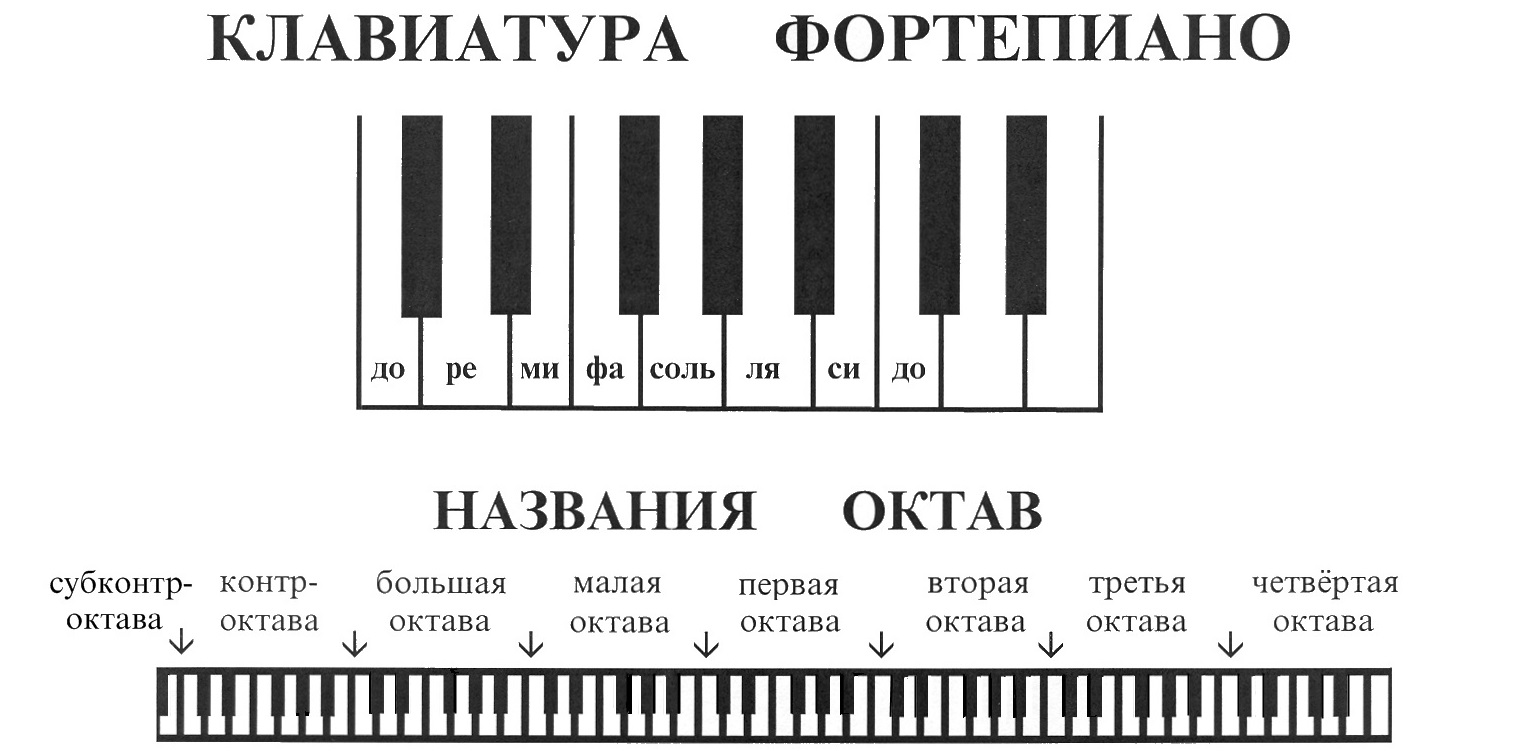 КЛАВИАТУРА ФОРТЕПИАНО
до ре ми фа соль ля си до
НАЗВАНИЯ ОКТАВ
субконтр- контр- большая малая первая вторая третья четвёртая
октава октава октава октава октава октава октава октава